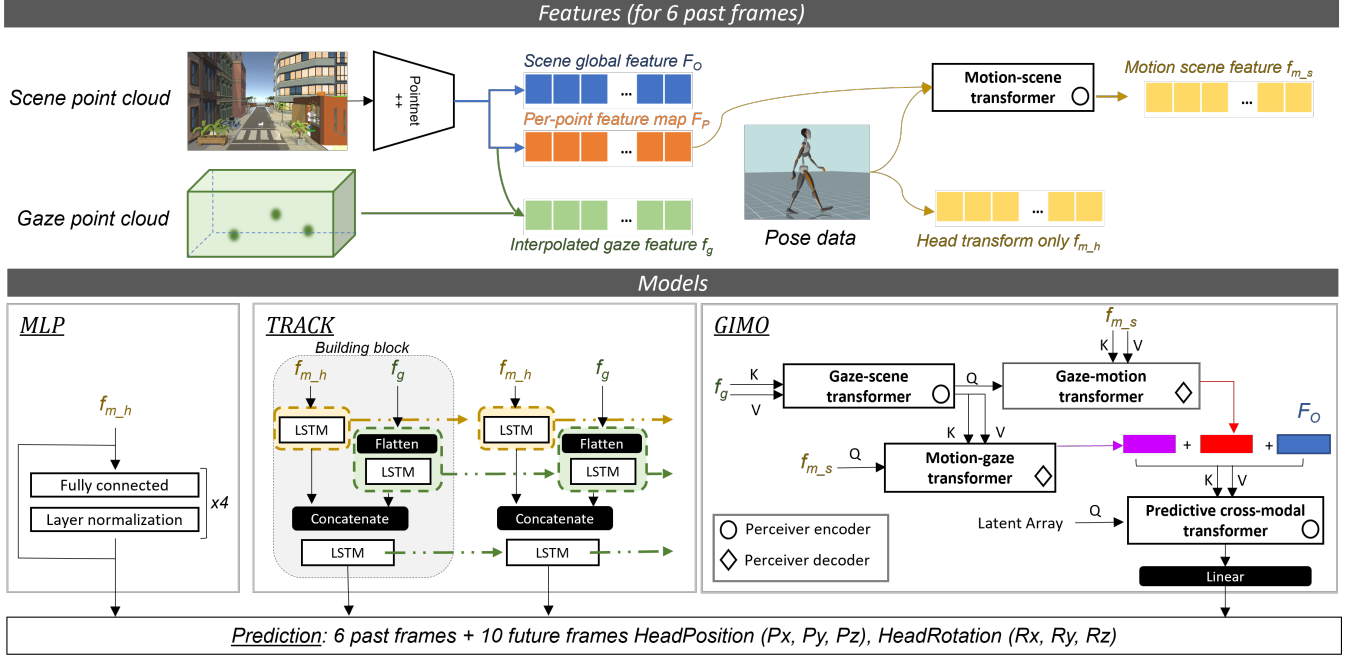 Features (for 6 past frames)
Scene point cloud
Pointnet
++
Scene global feature F_O
Per-point feature map F_P
Motion-scene
transformer
Motion scene feature f_m_s
Gaze point cloud
Interpolated gaze feature f_g
Pose data
Head transform only f_m_h
Models
MLP
f_m_h
Fully connected
Layer normalization
x4
TRACK
Building block
f_m_h
f_g
f_m_h
f_g
LSTM
Flatten
LSTM
Concatenate
LSTM
LSTM
Flatten
LSTM
Concatenate
LSTM
GIMO
f_m_s
K
V
f_g
K
V
Gaze-scene
transformer
Q
Gaze-motion
transformer
K
V
F_O
f_m_s
Q
Motion-gaze
transformer
+
+
K
V
Latent Array
Q
Predictive cross-modal
transformer
Linear
Perceiver encoder
Perceiver decoder
Prediction: 6 past frames + 10 future frames HeadPosition (Px, Py, Pz), HeadRotation (Rx, Ry, Rz)